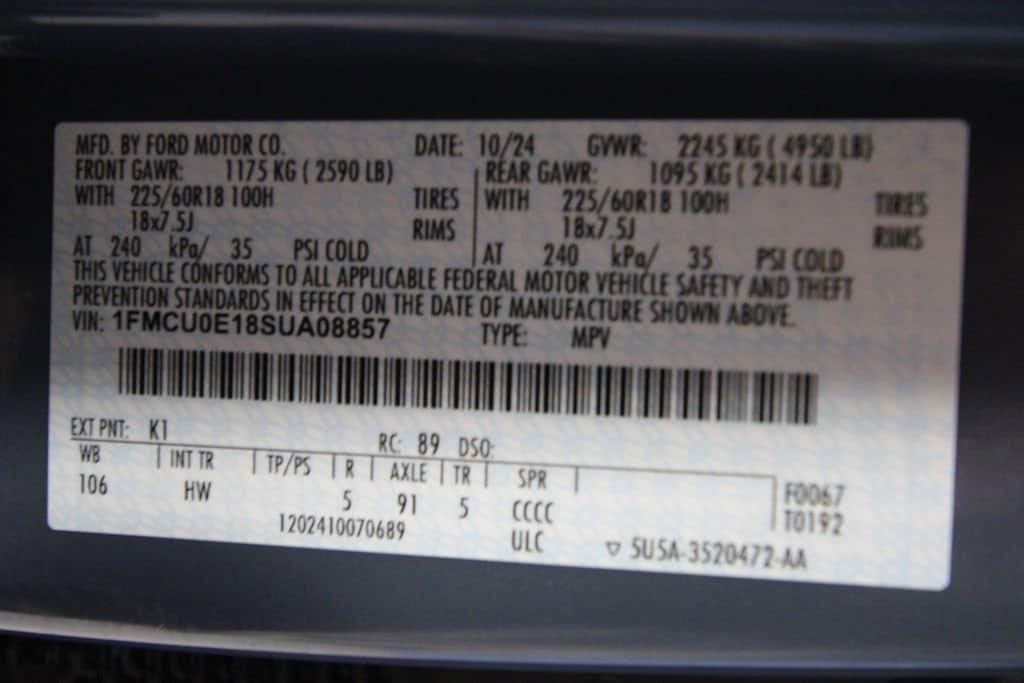 MFD. BY FORD MOTOR CO. DATE: 10/24 GVWR: 2245 KG ( 4950 LB)
FRONT GAWR: 1175 KG ( 2590 LB) REAR GAWR: 1095 KG ( 2414 LB)
WITH 225/60R18 100H TIRES WITH 225/60R18 100H TIRES
18x7.5J RIMS 18x7.5J RIMS
AT 240 kPa/ 35 PSI COLD AT 240 kPa/ 35 PSI COLD
THIS VEHICLE CONFORMS TO ALL APPLICABLE FEDERAL MOTOR VEHICLE SAFETY AND THEFT
PREVENTION STANDARDS IN EFFECT ON THE DATE OF MANUFACTURE SHOWN ABOVE.
VIN: 1FMCU0E18SUA08857 TYPE: MPV
EXT PNT: K1 RC: 89 DSO:
WB INT TR TP/PS R AXLE TR SPR
106 HW 5 91 5 CCCC F0067
1202410070689 ULC T0192
5U5A-3520472-AA